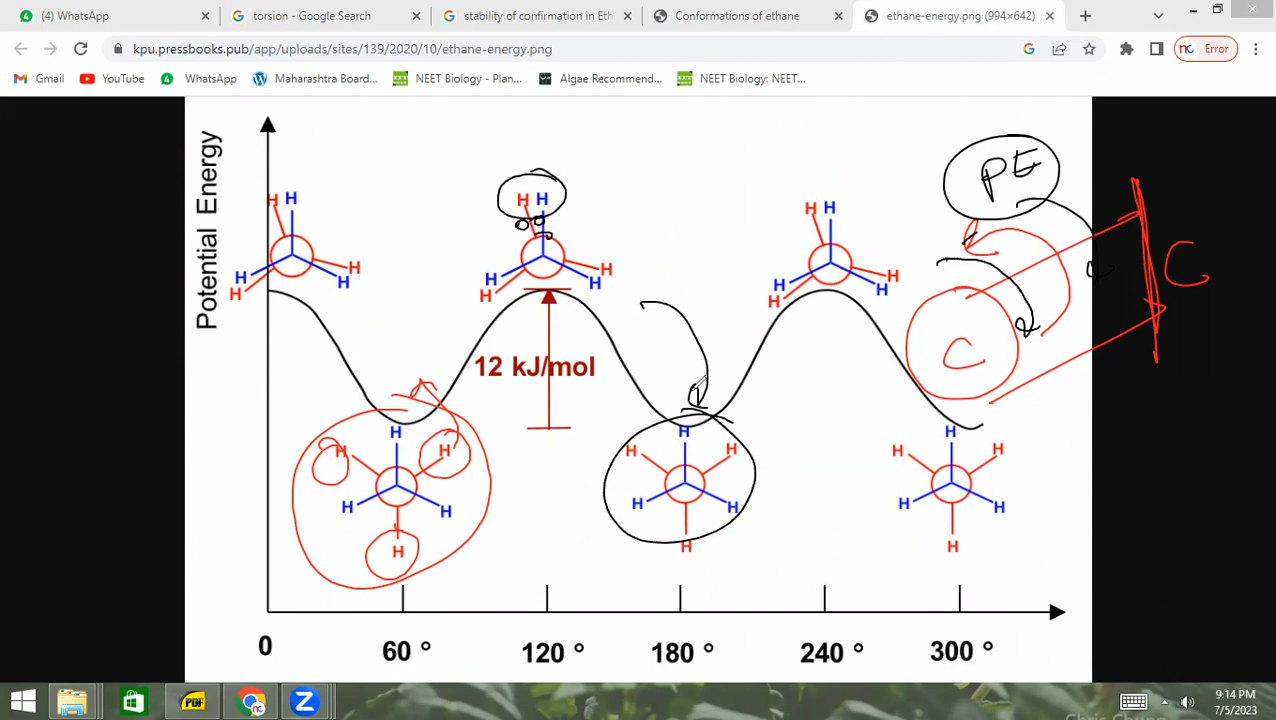 (4) WhatsApp
torsion - Google Search
stability of confirmation in Eth
Conformations of ethane
ethane-energy.png (994×642)
kpu.pressbooks.pub/app/uploads/sites/139/2020/10/ethane-energy.png
nc Error
Gmail
YouTube
WhatsApp
Maharashtra Board...
NEET Biology - Plan...
Algae Recommend...
NEET Biology: NEET...
Potential Energy
PE
H H
H H
H H
H H
H H
H H
H H
H H
H H
C
12 kJ/mol
C
H
H H
H H
H
H
H H
H H
H
H
H H
H H
H
0 60 ° 120 ° 180 ° 240 ° 300 °
PDF
nc
Z
9:14 PM
7/5/2023